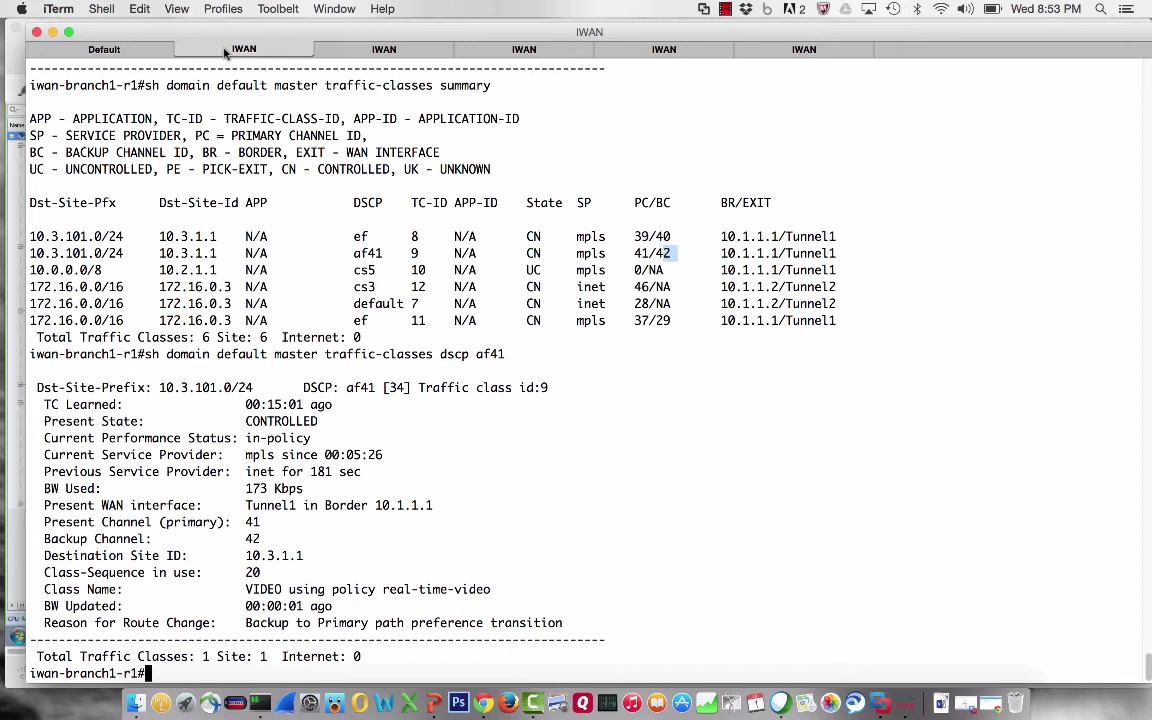 iTerm Shell Edit View Profiles Toolbelt Window Help Wed 8:53 PM
IWAN
Default IWAN IWAN IWAN IWAN IWAN
--------------------------------------------------------------------------------
iwan-branch1-r1#sh domain default master traffic-classes summary
APP - APPLICATION, TC-ID - TRAFFIC-CLASS-ID, APP-ID - APPLICATION-ID
SP - SERVICE PROVIDER, PC = PRIMARY CHANNEL ID,
BC - BACKUP CHANNEL ID, BR - BORDER, EXIT - WAN INTERFACE
UC - UNCONTROLLED, PE - PICK-EXIT, CN - CONTROLLED, UK - UNKNOWN
Dst-Site-Pfx Dst-Site-Id APP DSCP TC-ID APP-ID State SP PC/BC BR/EXIT
10.3.101.0/24 10.3.1.1 N/A ef 8 N/A CN mpls 39/40 10.1.1.1/Tunnel1
10.3.101.0/24 10.3.1.1 N/A af41 9 N/A CN mpls 41/42 10.1.1.1/Tunnel1
10.0.0.0/8 10.2.1.1 N/A cs5 10 N/A UC mpls 0/NA 10.1.1.1/Tunnel1
172.16.0.0/16 172.16.0.3 N/A cs3 12 N/A CN inet 46/NA 10.1.1.2/Tunnel2
172.16.0.0/16 172.16.0.3 N/A default 7 N/A CN inet 28/NA 10.1.1.2/Tunnel2
172.16.0.0/16 172.16.0.3 N/A ef 11 N/A CN mpls 37/29 10.1.1.1/Tunnel1
Total Traffic Classes: 6 Site: 6 Internet: 0
iwan-branch1-r1#sh domain default master traffic-classes dscp af41
Dst-Site-Prefix: 10.3.101.0/24 DSCP: af41 [34] Traffic class id:9
TC Learned: 00:15:01 ago
Present State: CONTROLLED
Current Performance Status: in-policy
Current Service Provider: mpls since 00:05:26
Previous Service Provider: inet for 181 sec
BW Used: 173 Kbps
Present WAN interface: Tunnel1 in Border 10.1.1.1
Present Channel (primary): 41
Backup Channel: 42
Destination Site ID: 10.3.1.1
Class-Sequence in use: 20
Class Name: VIDEO using policy real-time-video
BW Updated: 00:00:01 ago
Reason for Route Change: Backup to Primary path preference transition
--------------------------------------------------------------------------------
Total Traffic Classes: 1 Site: 1 Internet: 0
iwan-branch1-r1#